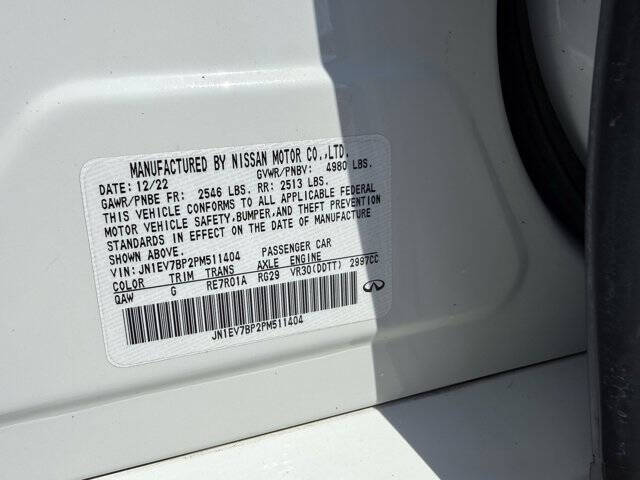 MANUFACTURED BY NISSAN MOTOR CO.,LTD.
DATE: 12/22 GVWR/PNBV: 4980 LBS.
GAWR/PNBE FR: 2546 LBS. RR: 2513 LBS.
THIS VEHICLE CONFORMS TO ALL APPLICABLE FEDERAL
MOTOR VEHICLE SAFETY,BUMPER,AND THEFT PREVENTION
STANDARDS IN EFFECT ON THE DATE OF MANUFACTURE
SHOWN ABOVE.
VIN: JN1EV7BP2PM511404 PASSENGER CAR
COLOR TRIM TRANS AXLE ENGINE
QAW G RE7R01A RG29 VR30(DDTT) 2997CC
JN1EV7BP2PM511404